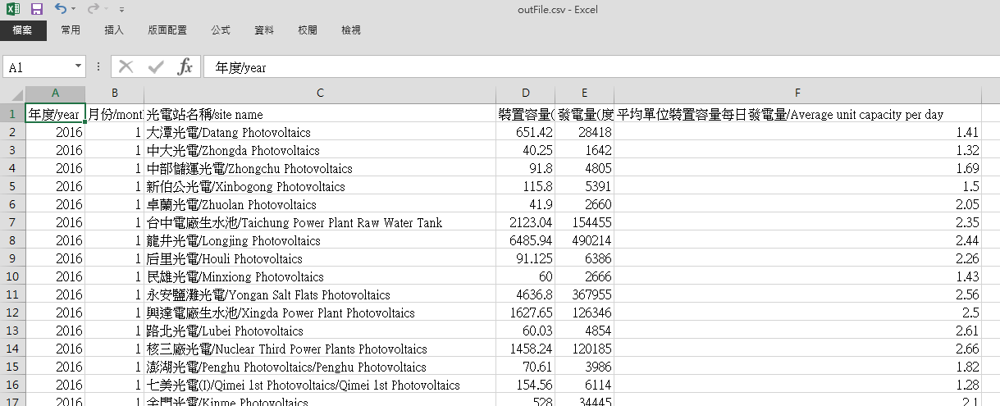 outFile.csv - Excel
檔案 常用 插入 版面配置 公式 資料 校閱 檢視
A1 fx 年度/year
A B C D E F
1 年度/year 月份/mont 光電站名稱/site name 裝置容量( 發電量(度 平均單位裝置容量每日發電量/Average unit capacity per day
2 2016 1 大潭光電/Datang Photovoltaics 651.42 28418 1.41
3 2016 1 中大光電/Zhongda Photovoltaics 40.25 1642 1.32
4 2016 1 中部儲運光電/Zhongchu Photovoltaics 91.8 4805 1.69
5 2016 1 新伯公光電/Xinbogong Photovoltaics 115.8 5391 1.5
6 2016 1 卓蘭光電/Zhuolan Photovoltaics 41.9 2660 2.05
7 2016 1 台中電廠生水池/Taichung Power Plant Raw Water Tank 2123.04 154455 2.35
8 2016 1 龍井光電/Longjing Photovoltaics 6485.94 490214 2.44
9 2016 1 后里光電/Houli Photovoltaics 91.125 6386 2.26
10 2016 1 民雄光電/Minxiong Photovoltaics 60 2666 1.43
11 2016 1 永安鹽灘光電/Yongan Salt Flats Photovoltaics 4636.8 367955 2.56
12 2016 1 興達電廠生水池/Xingda Power Plant Photovoltaics 1627.65 126346 2.5
13 2016 1 路北光電/Lubei Photovoltaics 60.03 4854 2.61
14 2016 1 核三廠光電/Nuclear Third Power Plants Photovoltaics 1458.24 120185 2.66
15 2016 1 澎湖光電/Penghu Photovoltaics/Penghu Photovoltaics 70.61 3986 1.82
16 2016 1 七美光電(I)/Qimei 1st Photovoltaics/Qimei 1st Photovoltaics 154.56 6114 1.28
17 2016 1 金門光電/Kinme Photovoltaics 528 34445 2.1